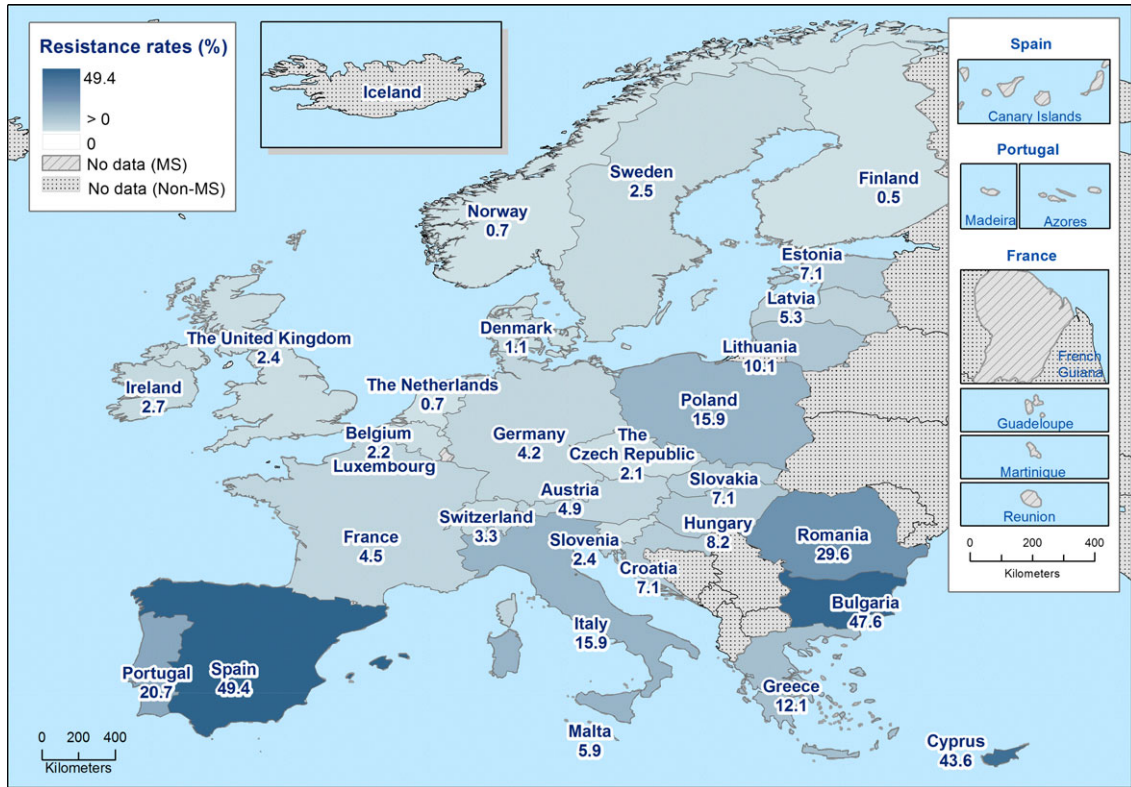 Resistance rates (%)
49.4
> 0
0
No data (MS)
No data (Non-MS)
Iceland
Sweden
2.5
Finland
0.5
Norway
0.7
Estonia
7.1
Latvia
5.3
Lithuania
10.1
Denmark
1.1
The United Kingdom
2.4
Ireland
2.7
The Netherlands
0.7
Poland
15.9
Belgium
2.2
Luxembourg
Germany
4.2
The
Czech Republic
2.1
Slovakia
7.1
Austria
4.9
Switzerland
3.3
Hungary
8.2
France
4.5
Slovenia
2.4
Romania
29.6
Croatia
7.1
Bulgaria
47.6
Italy
15.9
Portugal
20.7
Spain
49.4
Greece
12.1
Malta
5.9
Cyprus
43.6
0 200 400
Kilometers
Spain
Canary Islands
Portugal
Madeira
Azores
France
French
Guiana
Guadeloupe
Martinique
Reunion
0 200 400
Kilometers